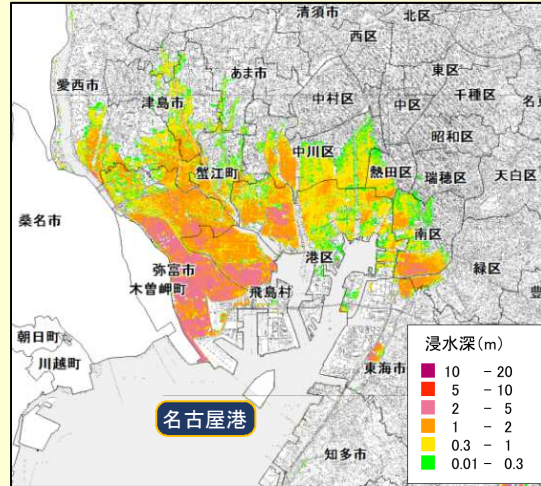 清須市
北区
西区
あま市
愛西市
東区
千種区
津島市
中村区
中区
名
昭和区
中川区
熱田区
瑞穂区
天白区
蟹江町
桑名市
南区
港区
緑区
弥富市
飛島村
木曽岬町
豊
朝日町
川越町
東海市
名古屋港
知多市
浸水深(m)
10 - 20
5 - 10
2 - 5
1 - 2
0.3 - 1
0.01 - 0.3